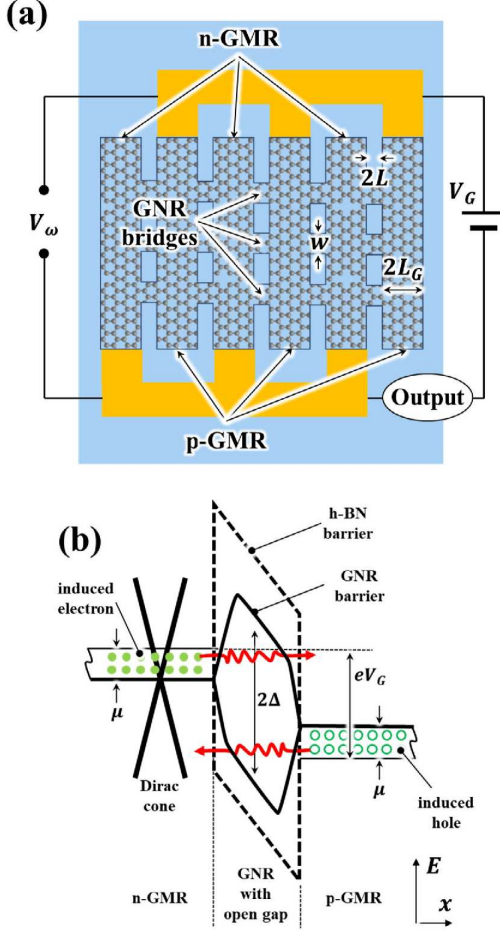 (a)
n-GMR
2L
V_G
V_ω
GNR
bridges
w
2L_G
Output
p-GMR
(b)
h-BN
barrier
induced
electron
GNR
barrier
μ
2Δ
eV_G
μ
Dirac
cone
induced
hole
n-GMR
GNR
with
open gap
p-GMR
E
x